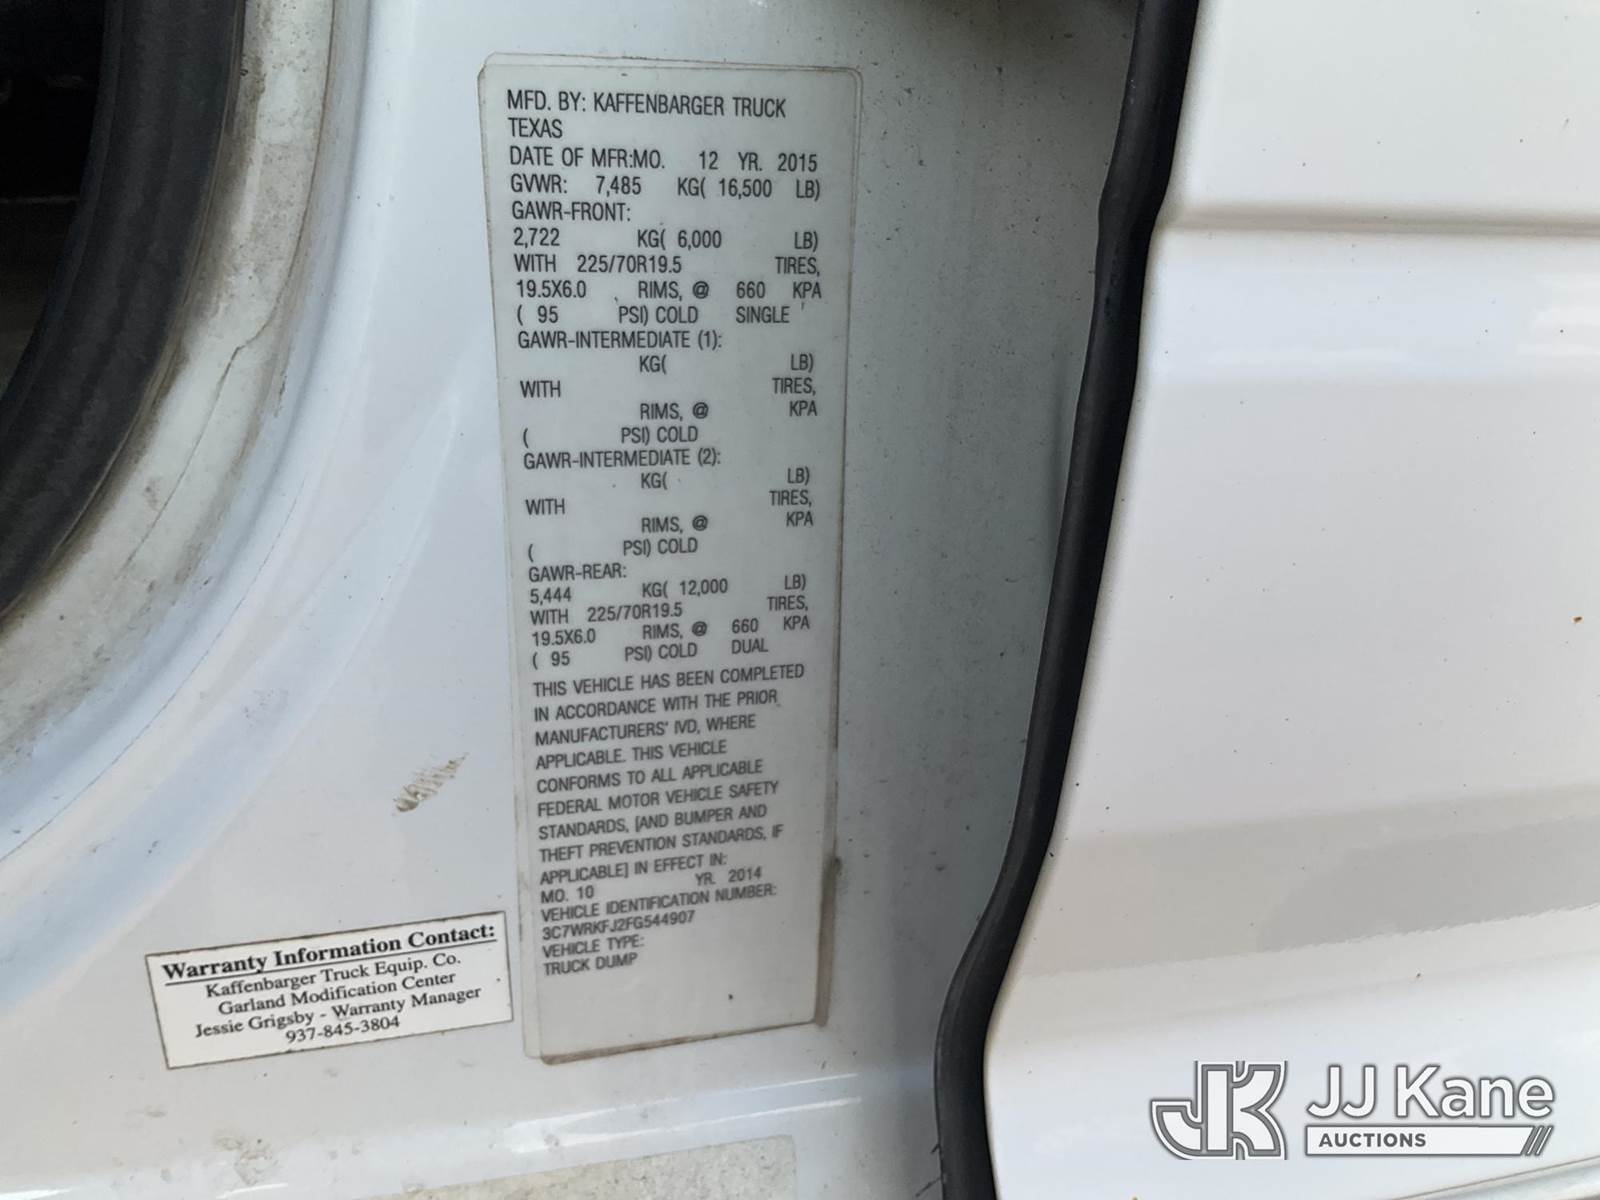 MFD. BY: KAFFENBARGER TRUCK
TEXAS
DATE OF MFR:MO. 12 YR. 2015
GVWR: 7,485 KG( 16,500 LB)
GAWR-FRONT:
2,722 KG( 6,000 LB)
WITH 225/70R19.5 TIRES,
19.5X6.0 RIMS, @ 660 KPA
( 95 PSI) COLD SINGLE
GAWR-INTERMEDIATE (1):
KG( LB)
WITH TIRES,
RIMS, @ KPA
( PSI) COLD
GAWR-INTERMEDIATE (2):
KG( LB)
WITH TIRES,
RIMS, @ KPA
( PSI) COLD
GAWR-REAR:
5,444 KG( 12,000 LB)
WITH 225/70R19.5 TIRES,
19.5X6.0 RIMS, @ 660 KPA
( 95 PSI) COLD DUAL
THIS VEHICLE HAS BEEN COMPLETED
IN ACCORDANCE WITH THE PRIOR
MANUFACTURERS' IVD, WHERE
APPLICABLE. THIS VEHICLE
CONFORMS TO ALL APPLICABLE
FEDERAL MOTOR VEHICLE SAFETY
STANDARDS, [AND BUMPER AND
THEFT PREVENTION STANDARDS, IF
APPLICABLE] IN EFFECT IN:
MO. 10 YR. 2014
VEHICLE IDENTIFICATION NUMBER:
3C7WRKFJ2FG544907
VEHICLE TYPE:
TRUCK DUMP
Warranty Information Contact:
Kaffenbarger Truck Equip. Co.
Garland Modification Center
Jessie Grigsby - Warranty Manager
937-845-3804
JK JJ Kane
AUCTIONS